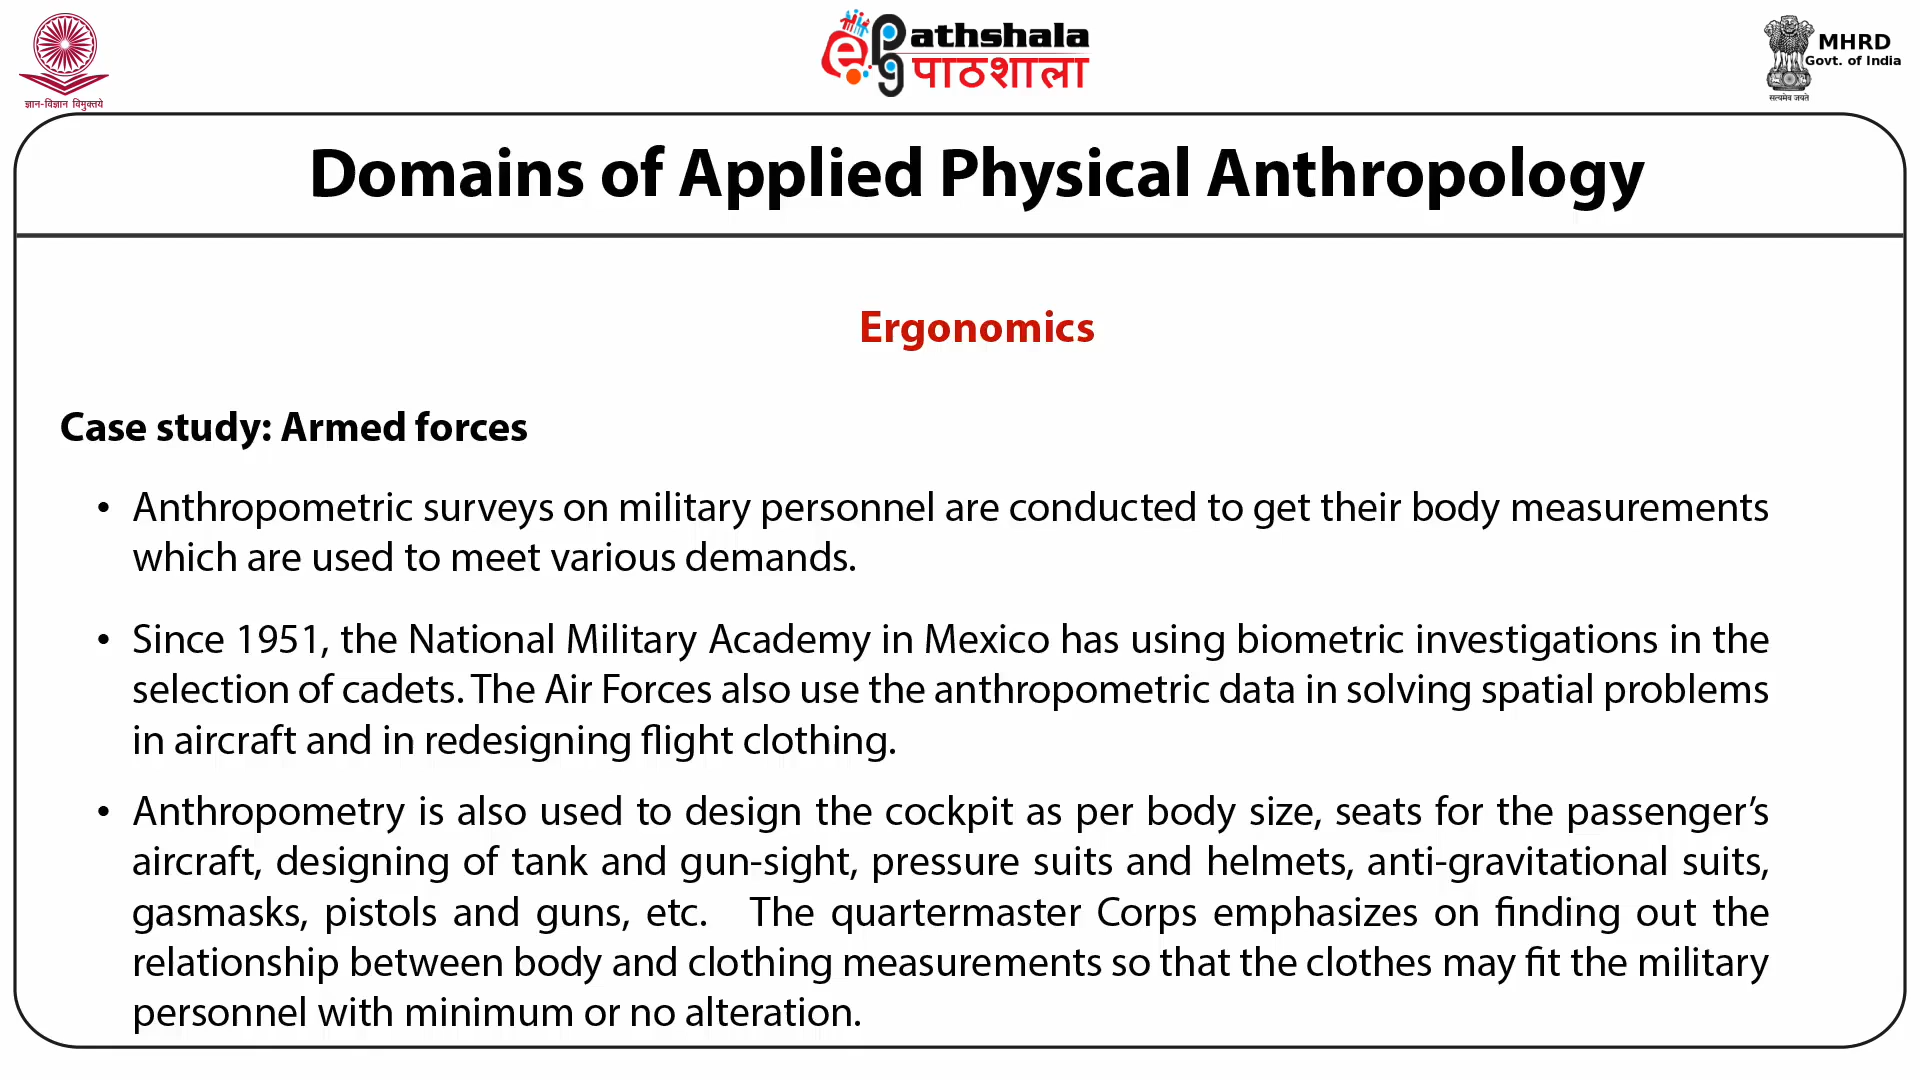 ज्ञान-विज्ञान विमुक्तये
ePathshala
पाठशाला
MHRD
Govt. of India
सत्यमेव जयते
Domains of Applied Physical Anthropology
Ergonomics
Case study: Armed forces
• Anthropometric surveys on military personnel are conducted to get their body measurements
which are used to meet various demands.
• Since 1951, the National Military Academy in Mexico has using biometric investigations in the
selection of cadets. The Air Forces also use the anthropometric data in solving spatial problems
in aircraft and in redesigning flight clothing.
• Anthropometry is also used to design the cockpit as per body size, seats for the passenger’s
aircraft, designing of tank and gun-sight, pressure suits and helmets, anti-gravitational suits,
gasmasks, pistols and guns, etc. The quartermaster Corps emphasizes on finding out the
relationship between body and clothing measurements so that the clothes may fit the military
personnel with minimum or no alteration.